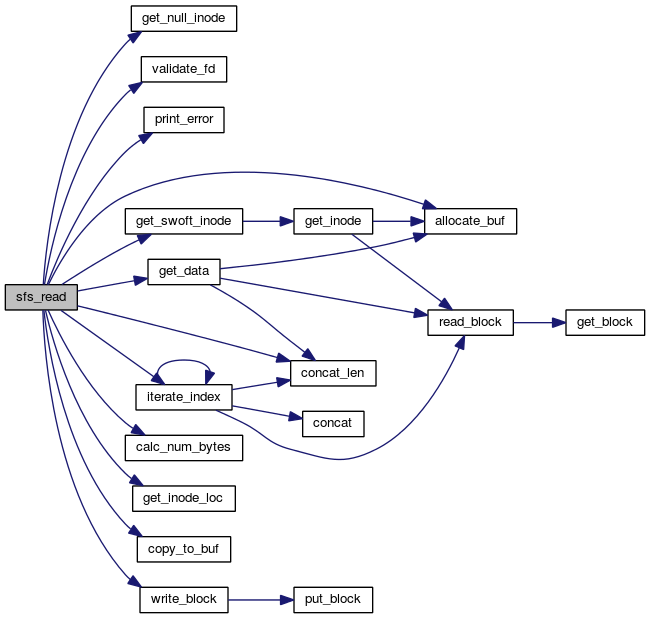 get_null_inode
validate_fd
print_error
get_swoft_inode
get_inode
allocate_buf
get_data
sfs_read
read_block
get_block
concat_len
iterate_index
concat
calc_num_bytes
get_inode_loc
copy_to_buf
write_block
put_block